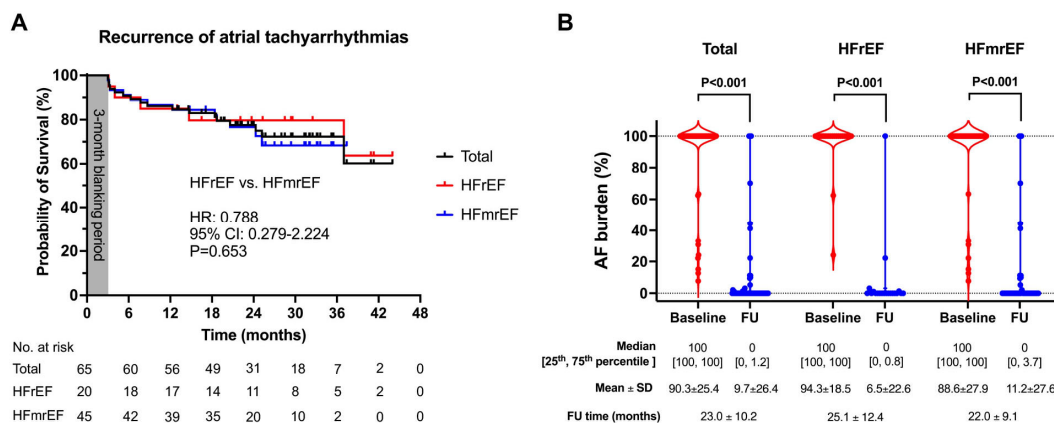 A
Recurrence of atrial tachyarrhythmias
Probability of Survival (%)
100
80
60
40
20
0
3-month blanking period
HFrEF vs. HFmrEF
HR: 0.788
95% CI: 0.279-2.224
P=0.653
Total
HFrEF
HFmrEF
0 6 12 18 24 30 36 42 48
Time (months)
No. at risk
Total 65 60 56 49 31 18 7 2 0
HFrEF 20 18 17 14 11 8 5 2 0
HFmrEF 45 42 39 35 20 10 2 0 0
B
Total HFrEF HFmrEF
P<0.001 P<0.001 P<0.001
AF burden (%)
100
80
60
40
20
0
Baseline FU Baseline FU Baseline FU
Median 100 0 100 0 100 0
[25th, 75th percentile ] [100, 100] [0, 1.2] [100, 100] [0, 0.8] [100, 100] [0, 3.7]
Mean ± SD 90.3±25.4 9.7±26.4 94.3±18.5 6.5±22.6 88.6±27.9 11.2±27.6
FU time (months) 23.0 ± 10.2 25.1 ± 12.4 22.0 ± 9.1